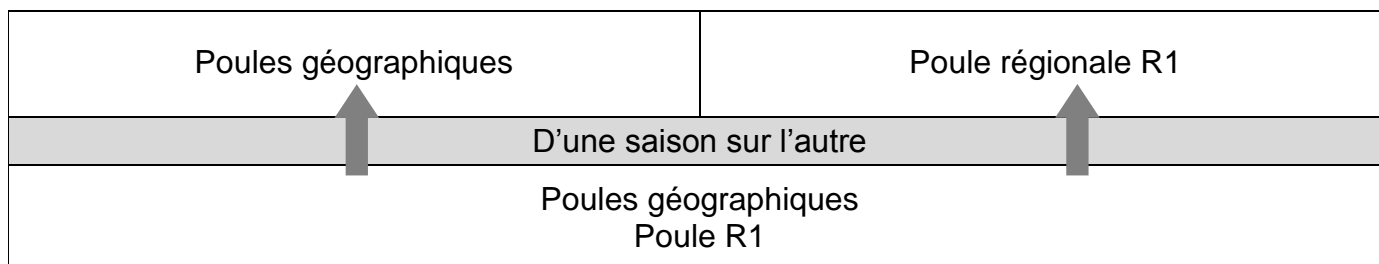 Poules géographiques
Poule régionale R1
D’une saison sur l’autre
Poules géographiques
Poule R1